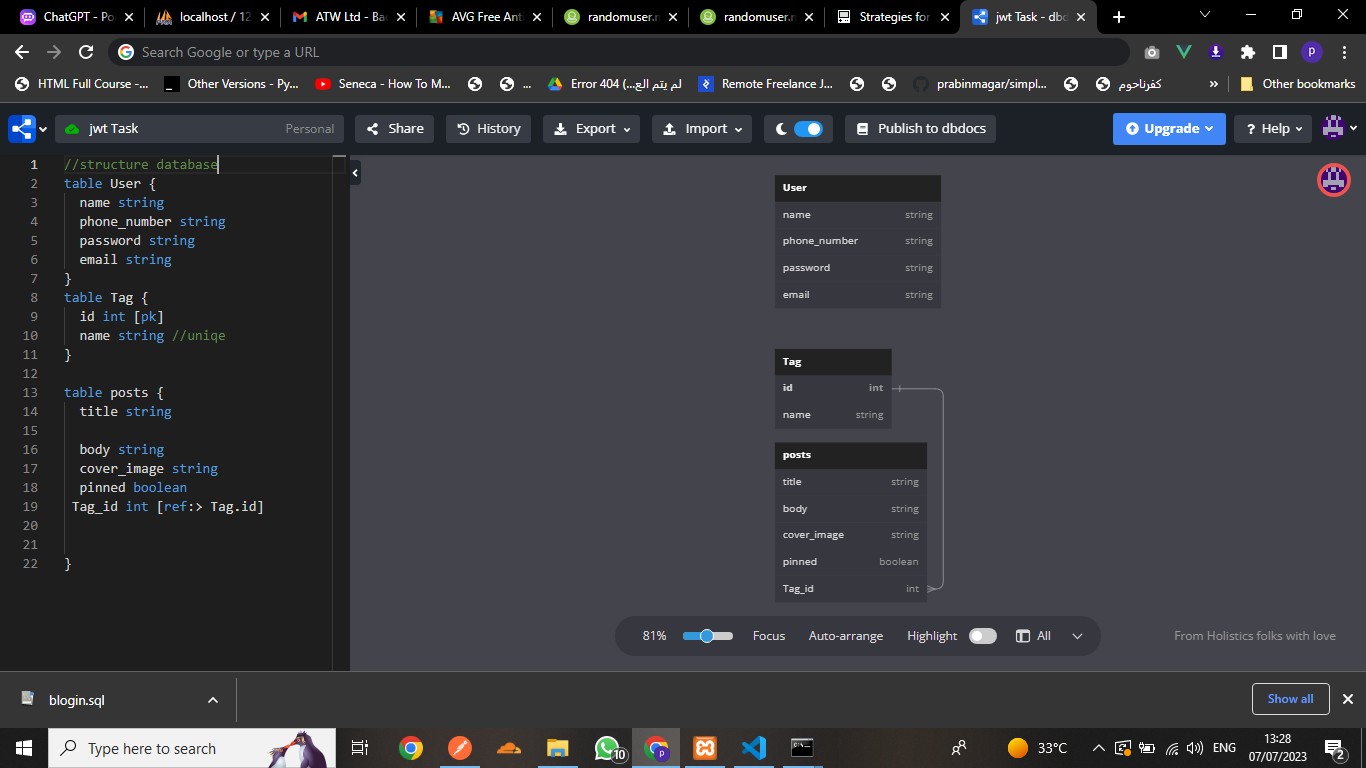 ChatGPT - Po
localhost / 12
ATW Ltd - Ba
AVG Free Ant
randomuser.n
randomuser.n
Strategies for
jwt Task - dbd
Search Google or type a URL
p
HTML Full Course -...
Other Versions - Py...
Seneca - How To M...
...
Error 404 (لم يتم الع...
Remote Freelance J...
prabinmagar/simpl...
كفرناحوم
»
Other bookmarks
jwt Task
Personal
Share
History
Export
Import
Publish to dbdocs
Upgrade
? Help
1 //structure database
2 table User {
3 name string
4 phone_number string
5 password string
6 email string
7 }
8 table Tag {
9 id int [pk]
10 name string //uniqe
11 }
12
13 table posts {
14 title string
15
16 body string
17 cover_image string
18 pinned boolean
19 Tag_id int [ref:> Tag.id]
20
21
22 }
User
name string
phone_number string
password string
email string
Tag
id int
name string
posts
title string
body string
cover_image string
pinned boolean
Tag_id int
81%
Focus
Auto-arrange
Highlight
All
From Holistics folks with love
blogin.sql
Show all
Type here to search
10
p
33°C
ENG
13:28
07/07/2023
2